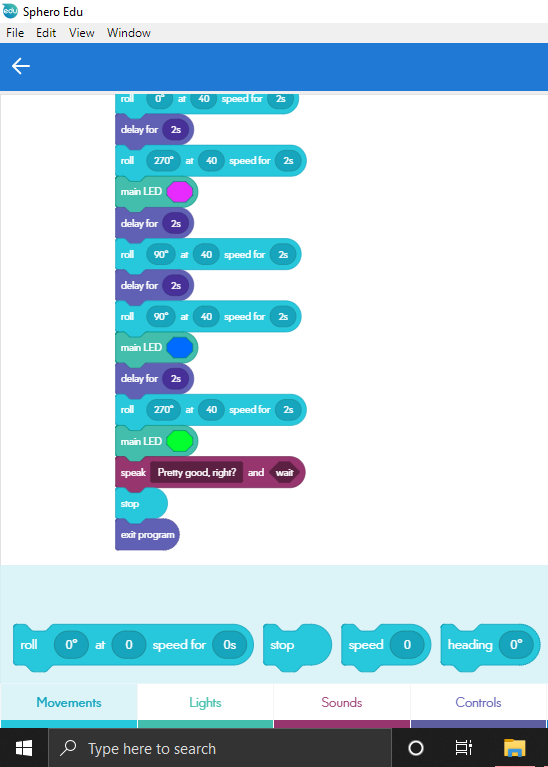 edu Sphero Edu
File Edit View Window
roll 0° at 40 speed for 2s
delay for 2s
roll 270° at 40 speed for 2s
main LED
delay for 2s
roll 90° at 40 speed for 2s
delay for 2s
roll 90° at 40 speed for 2s
main LED
delay for 2s
roll 270° at 40 speed for 2s
main LED
speak Pretty good, right? and wait
stop
exit program
roll 0° at 0 speed for 0s stop speed 0 heading 0°
Movements Lights Sounds Controls
Type here to search